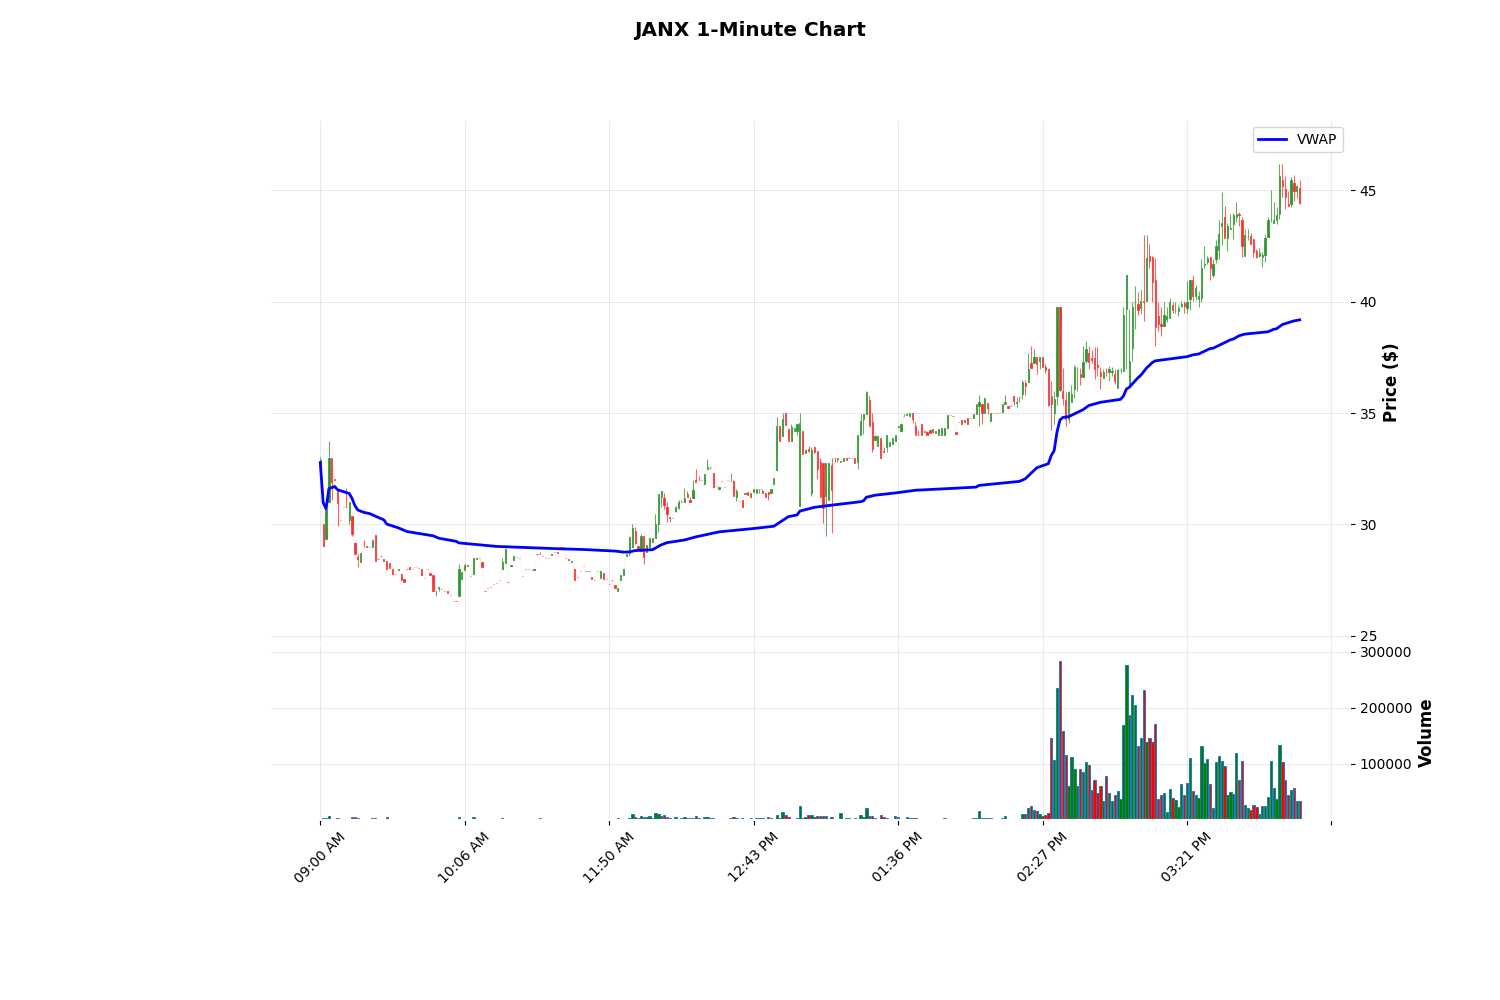 JANX 1-Minute Chart
VWAP
45
40
35
30
25
Price ($)
300000
200000
100000
Volume
09:00 AM
10:06 AM
11:50 AM
12:43 PM
01:36 PM
02:27 PM
03:21 PM